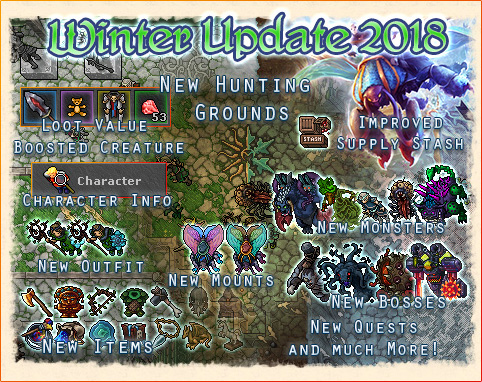 Winter Update 2018
New Hunting
Grounds
53
Loot Value
Boosted Creature
STASH
Improved
Supply Stash
Character
Character Info
New Monsters
New Outfit
New Mounts
New Bosses
New Items
New Quests
and much More!